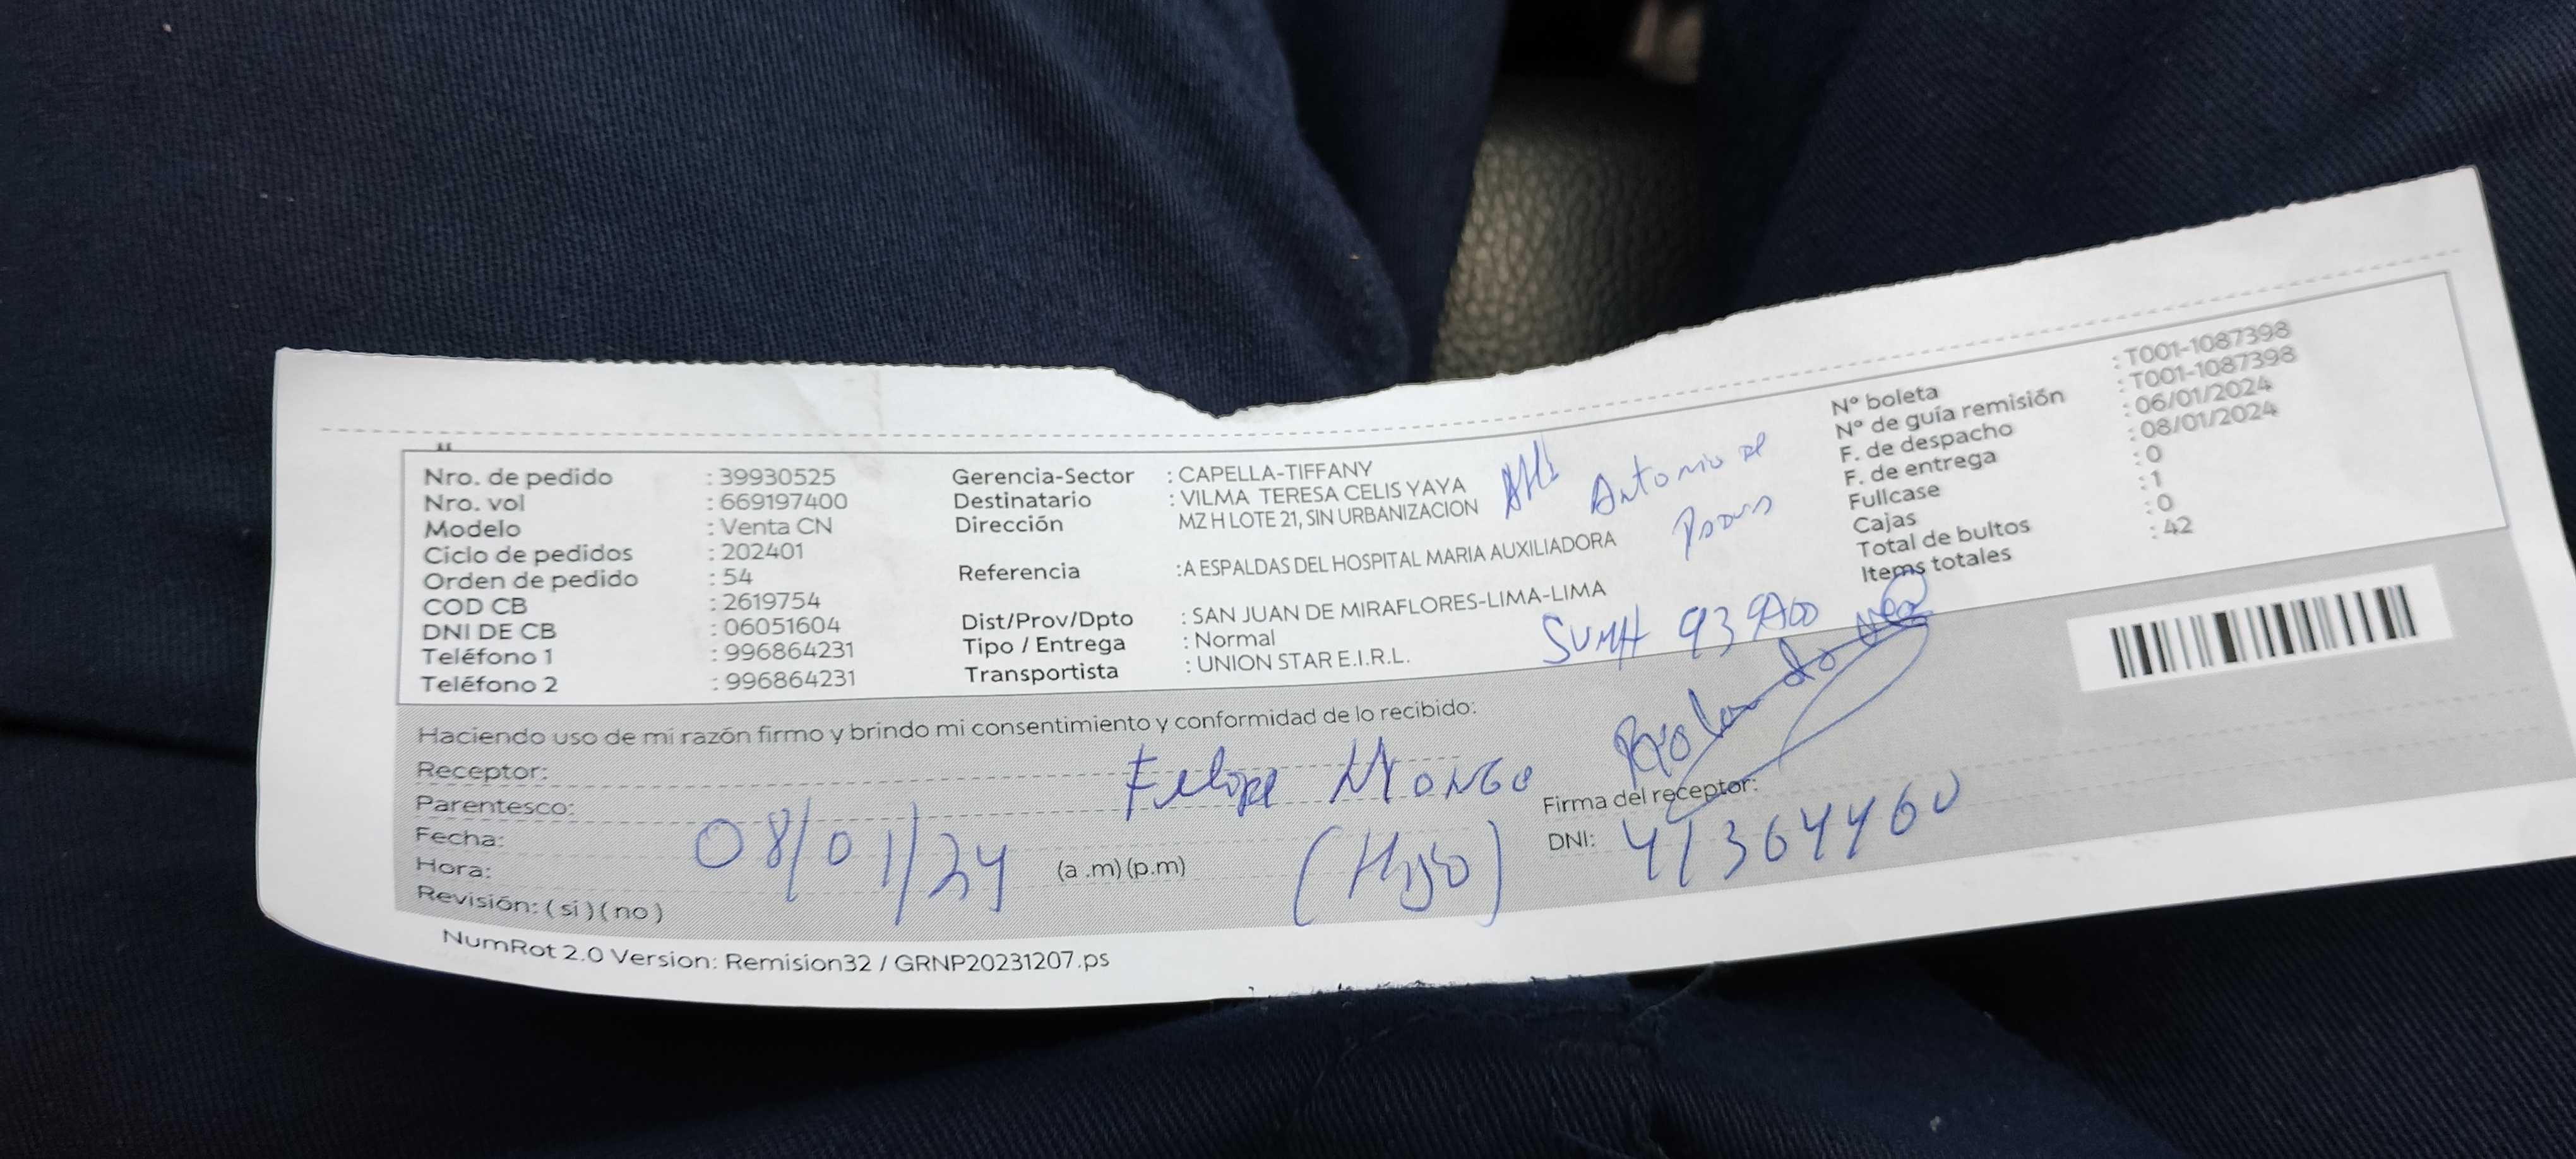 Nro. de pedido : 39930525
Nro. vol : 669197400
Modelo : Venta CN
Ciclo de pedidos : 202401
Orden de pedido : 54
COD CB : 2619754
DNI DE CB : 06051604
Teléfono 1 : 996864231
Teléfono 2 : 996864231
Gerencia-Sector : CAPELLA-TIFFANY
Destinatario : VILMA TERESA CELIS YAYA
Dirección MZ H LOTE 21, SIN URBANIZACION
Referencia :A ESPALDAS DEL HOSPITAL MARIA AUXILIADORA
Dist/Prov/Dpto : SAN JUAN DE MIRAFLORES-LIMA-LIMA
Tipo / Entrega : Normal
Transportista : UNION STAR E.I.R.L.
Antonio de
N° boleta : T001-1087398
N° de guía remisión : T001-1087398
F. de despacho : 06/01/2024
F. de entrega : 08/01/2024
Fullcase : 0
Cajas : 1
Total de bultos : 0
Items totales : 42
Haciendo uso de mi razón firmo y brindo mi consentimiento y conformidad de lo recibido:
Receptor: Felipe
Parentesco: (Hijo)
Fecha: 08/01/24
Hora: (a .m) (p.m)
Revisión: ( si ) ( no )
Firma del receptor:
DNI: 41364460
NumRot 2.0 Version: Remision32 / GRNP20231207.ps